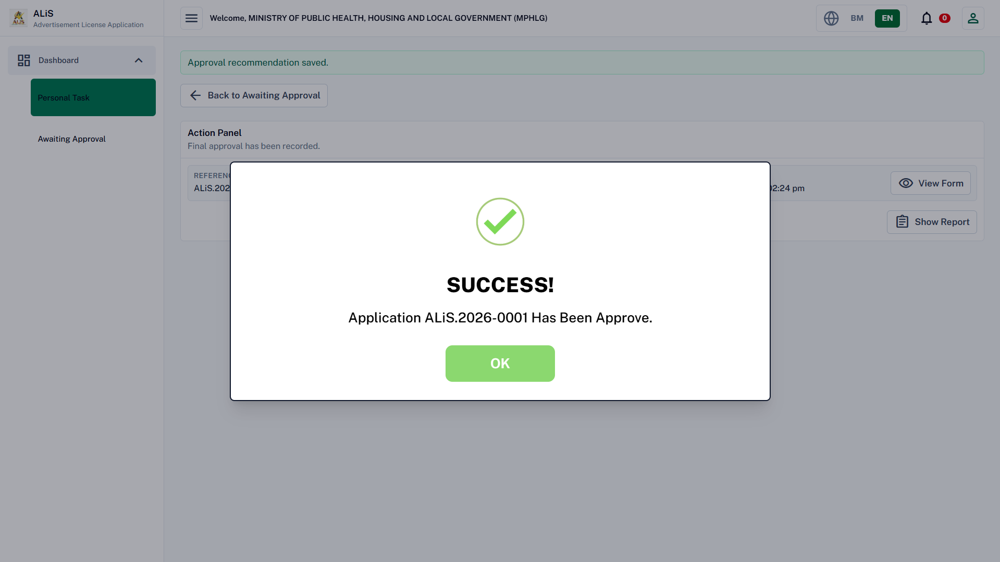 ALiS
Advertisement License Application
Welcome, MINISTRY OF PUBLIC HEALTH, HOUSING AND LOCAL GOVERNMENT (MPHLG)
BM
EN
0
Dashboard
Personal Task
Awaiting Approval
Approval recommendation saved.
Back to Awaiting Approval
Action Panel
Final approval has been recorded.
ALiS.202
02:24 pm
View Form
Show Report
SUCCESS!
Application ALiS.2026-0001 Has Been Approve.
OK